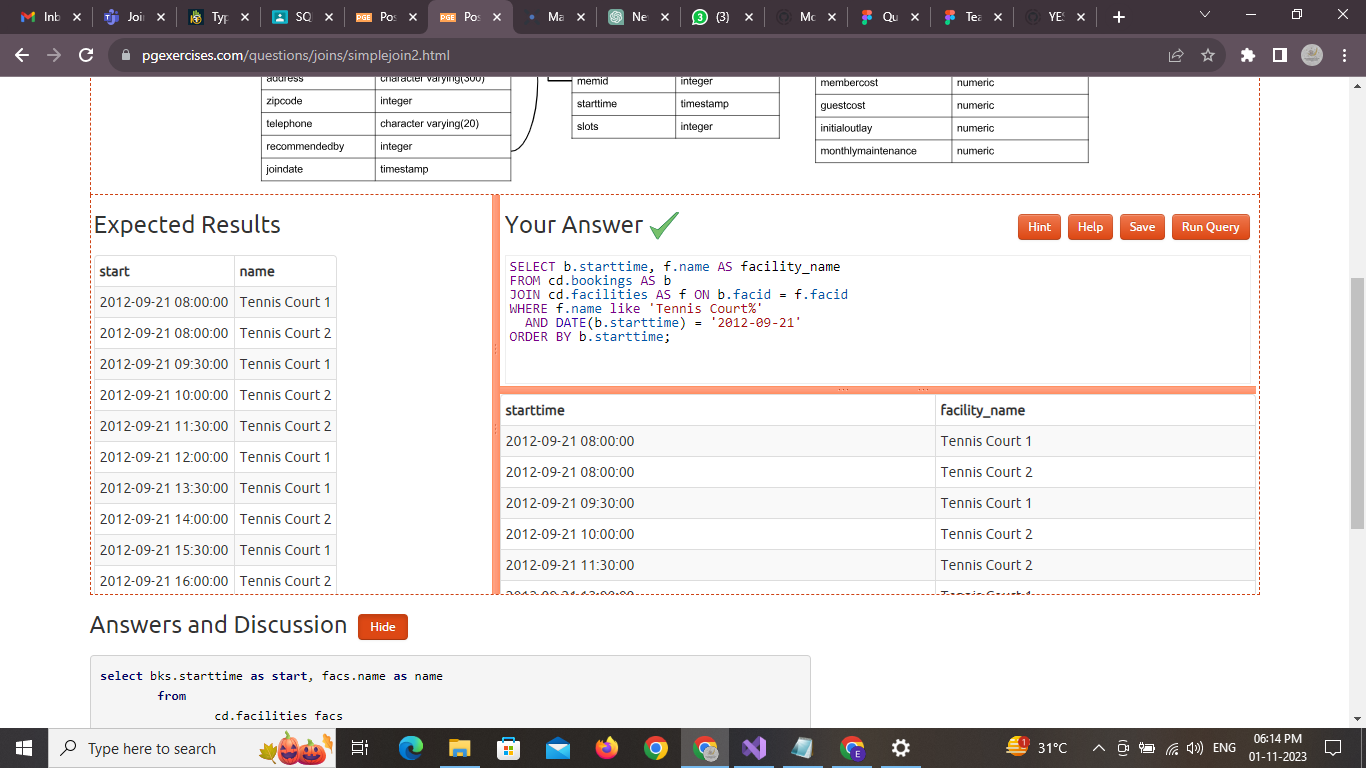 Inb
Joi
Typ
SQ
Pos
Pos
Ma
Ne
(3)
Mo
Qu
Tea
YES
pgexercises.com/questions/joins/simplejoin2.html
address character varying(300)
zipcode integer
telephone character varying(20)
recommendedby integer
joindate timestamp
memid integer
starttime timestamp
slots integer
membercost numeric
guestcost numeric
initialoutlay numeric
monthlymaintenance numeric
Expected Results
start name
2012-09-21 08:00:00 Tennis Court 1
2012-09-21 08:00:00 Tennis Court 2
2012-09-21 09:30:00 Tennis Court 1
2012-09-21 10:00:00 Tennis Court 2
2012-09-21 11:30:00 Tennis Court 2
2012-09-21 12:00:00 Tennis Court 1
2012-09-21 13:30:00 Tennis Court 1
2012-09-21 14:00:00 Tennis Court 2
2012-09-21 15:30:00 Tennis Court 1
2012-09-21 16:00:00 Tennis Court 2
Your Answer
Hint Help Save Run Query
SELECT b.starttime, f.name AS facility_name
FROM cd.bookings AS b
JOIN cd.facilities AS f ON b.facid = f.facid
WHERE f.name like 'Tennis Court%'
AND DATE(b.starttime) = '2012-09-21'
ORDER BY b.starttime;
starttime facility_name
2012-09-21 08:00:00 Tennis Court 1
2012-09-21 08:00:00 Tennis Court 2
2012-09-21 09:30:00 Tennis Court 1
2012-09-21 10:00:00 Tennis Court 2
2012-09-21 11:30:00 Tennis Court 2
2012-09-21 12:00:00 Tennis Court 1
Answers and Discussion Hide
select bks.starttime as start, facs.name as name
from
cd.facilities facs
Type here to search
31°C
ENG
06:14 PM
01-11-2023